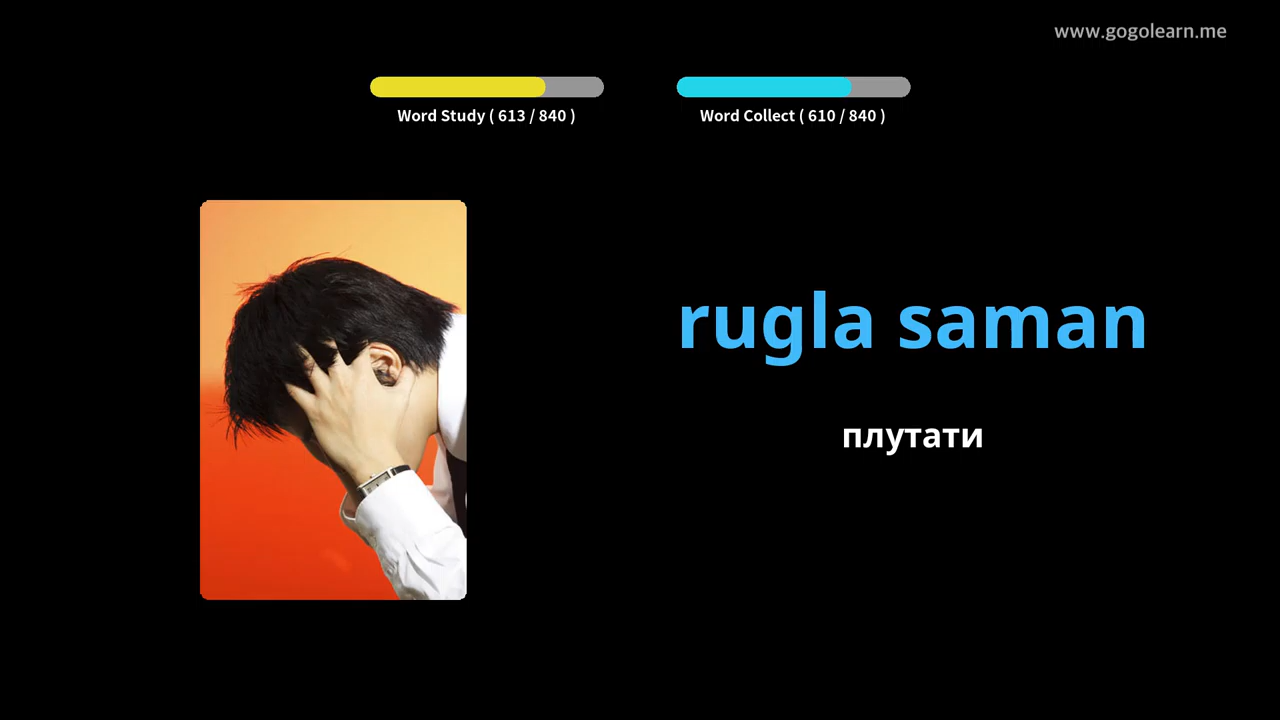 www.gogolearn.me
Word Study ( 613 / 840 )
Word Collect ( 610 / 840 )
rugla saman
плутати